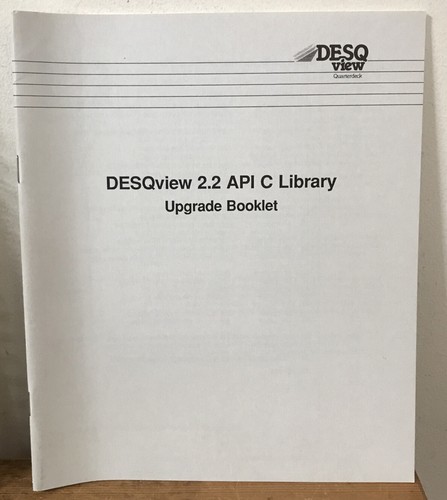 DESQ
view
Quarterdeck
DESQview 2.2 API C Library
Upgrade Booklet